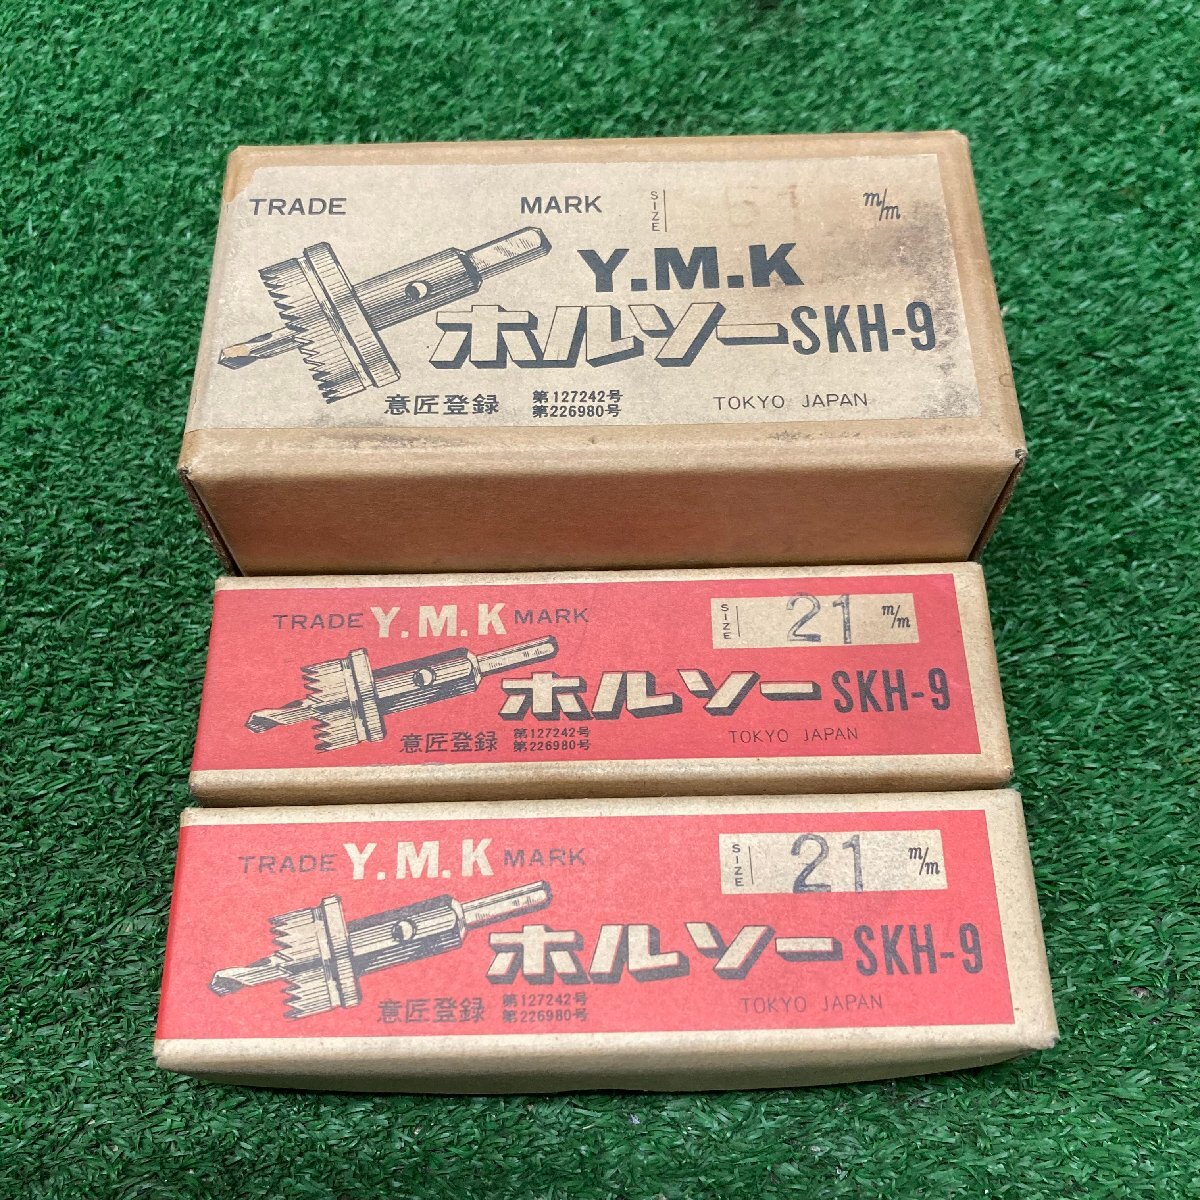 TRADE MARK SIZE m/m
Y.M.K
ホルソー SKH-9
意匠登録 第127242号
第226980号
TOKYO JAPAN
TRADE Y.M.K MARK SIZE 21 m/m
ホルソー SKH-9
意匠登録 第127242号
第226980号
TOKYO JAPAN
TRADE Y.M.K MARK SIZE 21 m/m
ホルソー SKH-9
意匠登録 第127242号
第226980号
TOKYO JAPAN